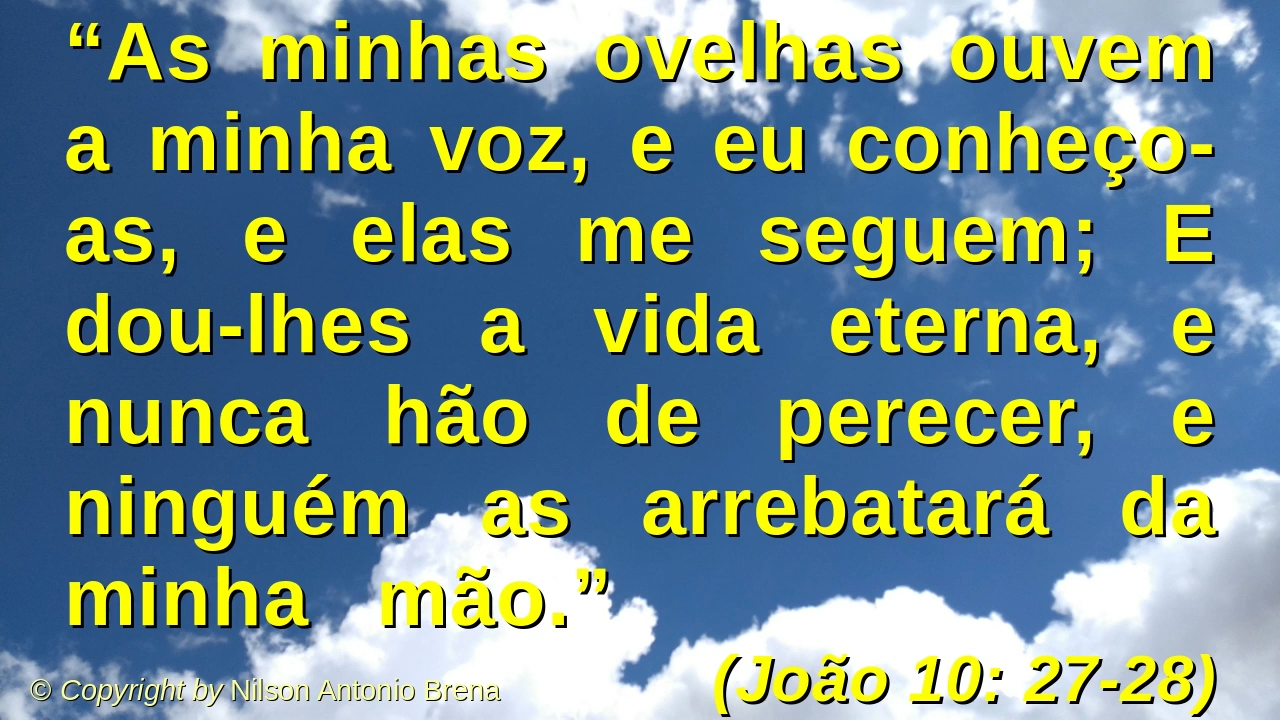 “As minhas ovelhas ouvem
a minha voz, e eu conheço-
as, e elas me seguem; E
dou-lhes a vida eterna, e
nunca hão de perecer, e
ninguém as arrebatará da
minha mão.”
(João 10: 27-28)
© Copyright by Nilson Antonio Brena